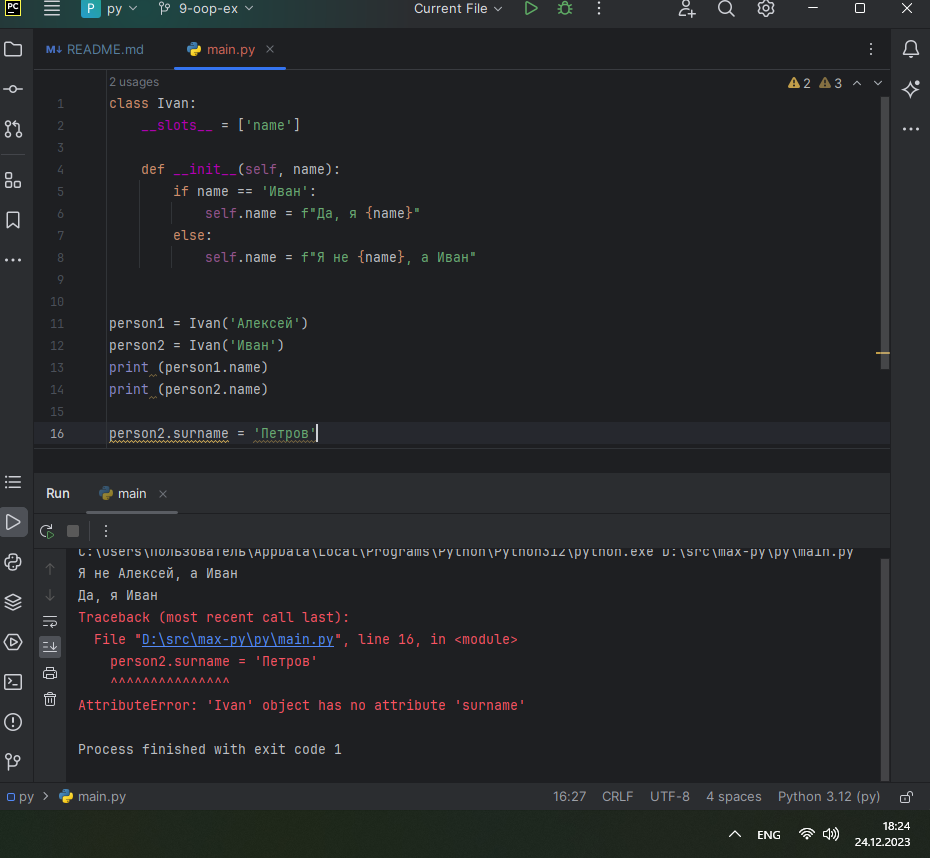 PC
P py 9-oop-ex Current File
M↓ README.md main.py
2 usages
2 3
1 class Ivan:
2 __slots__ = ['name']
3
4 def __init__(self, name):
5 if name == 'Иван':
6 self.name = f"Да, я {name}"
7 else:
8 self.name = f"Я не {name}, а Иван"
9
10
11 person1 = Ivan('Алексей')
12 person2 = Ivan('Иван')
13 print (person1.name)
14 print (person2.name)
15
16 person2.surname = 'Петров'
Run main
C:\Users\Пользователь\AppData\Local\Programs\Python\Python312\python.exe D:\src\max-py\py\main.py
Я не Алексей, а Иван
Да, я Иван
Traceback (most recent call last):
File "D:\src\max-py\py\main.py", line 16, in <module>
person2.surname = 'Петров'
^^^^^^^^^^^^^^^
AttributeError: 'Ivan' object has no attribute 'surname'
Process finished with exit code 1
py main.py 16:27 CRLF UTF-8 4 spaces Python 3.12 (py)
ENG
18:24
24.12.2023